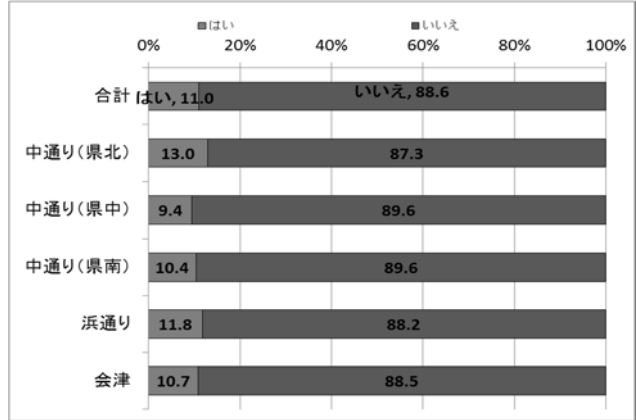 ■はい ■いいえ
0% 20% 40% 60% 80% 100%
合計 はい, 11.0 いいえ, 88.6
中通り(県北) 13.0 87.3
中通り(県中) 9.4 89.6
中通り(県南) 10.4 89.6
浜通り 11.8 88.2
会津 10.7 88.5